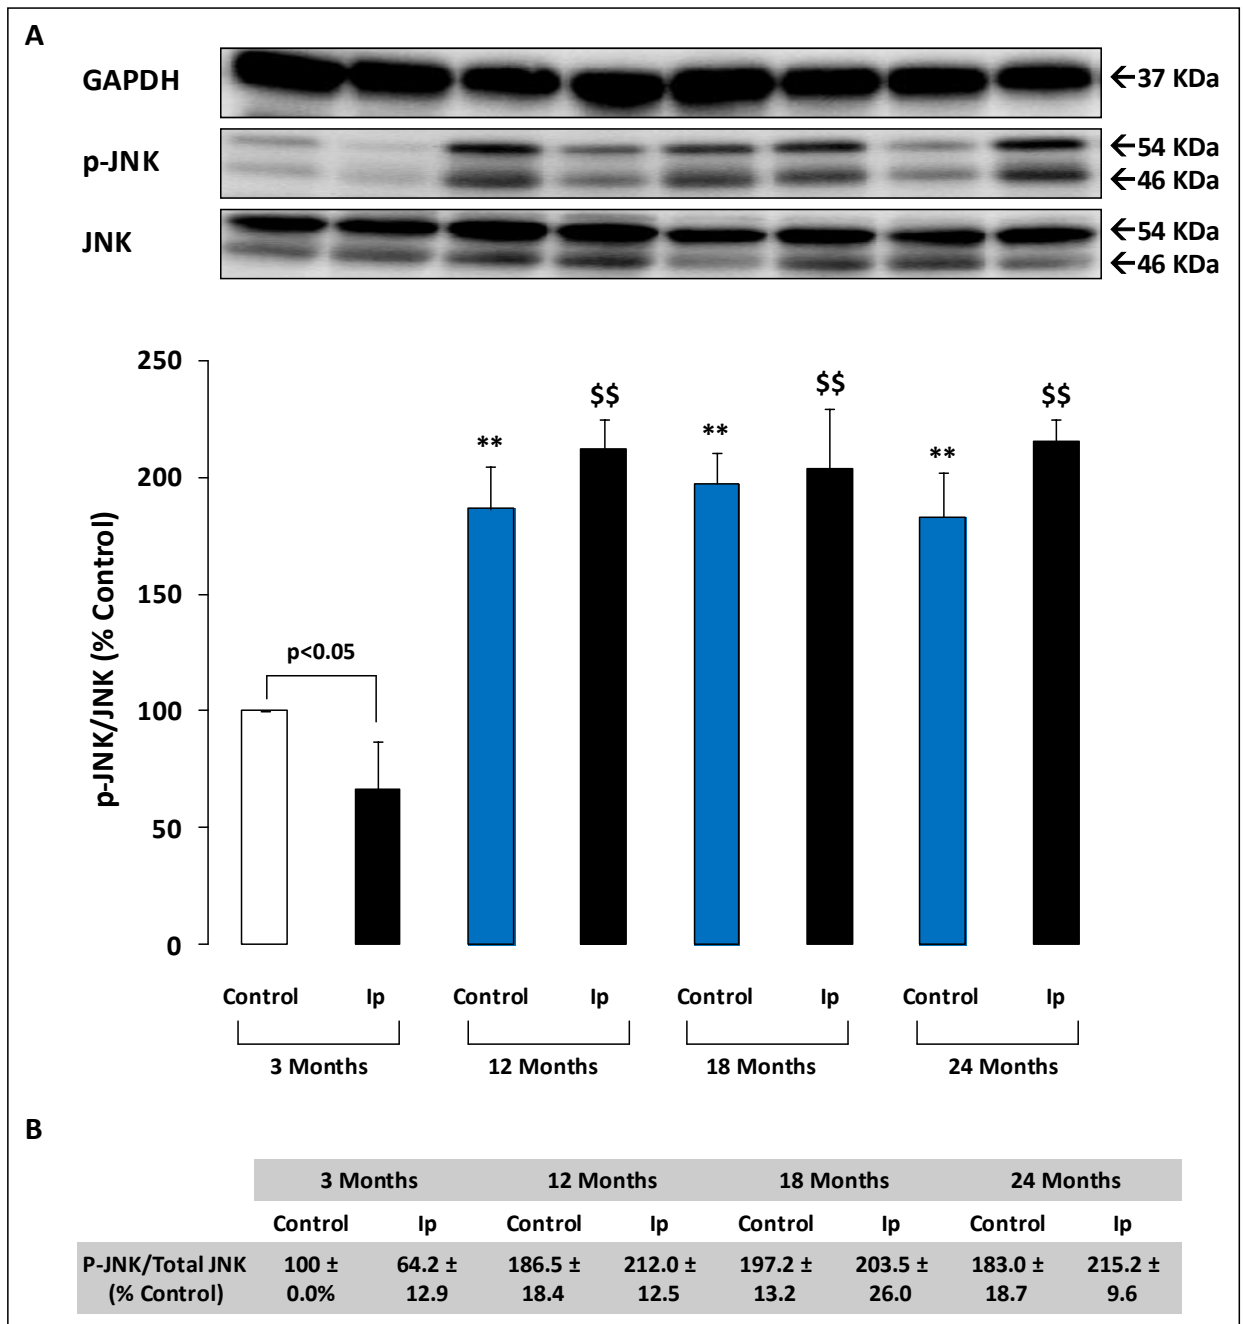 A
GAPDH
←37 KDa
p-JNK
←54 KDa
←46 KDa
JNK
←54 KDa
←46 KDa
p-JNK/JNK (% Control)
250
200
150
100
50
0
p<0.05
** $$ ** $$ ** $$
Control Ip Control Ip Control Ip Control Ip
3 Months 12 Months 18 Months 24 Months
B
3 Months 12 Months 18 Months 24 Months
Control Ip Control Ip Control Ip Control Ip
P-JNK/Total JNK 100 ± 64.2 ± 186.5 ± 212.0 ± 197.2 ± 203.5 ± 183.0 ± 215.2 ±
(% Control) 0.0% 12.9 18.4 12.5 13.2 26.0 18.7 9.6